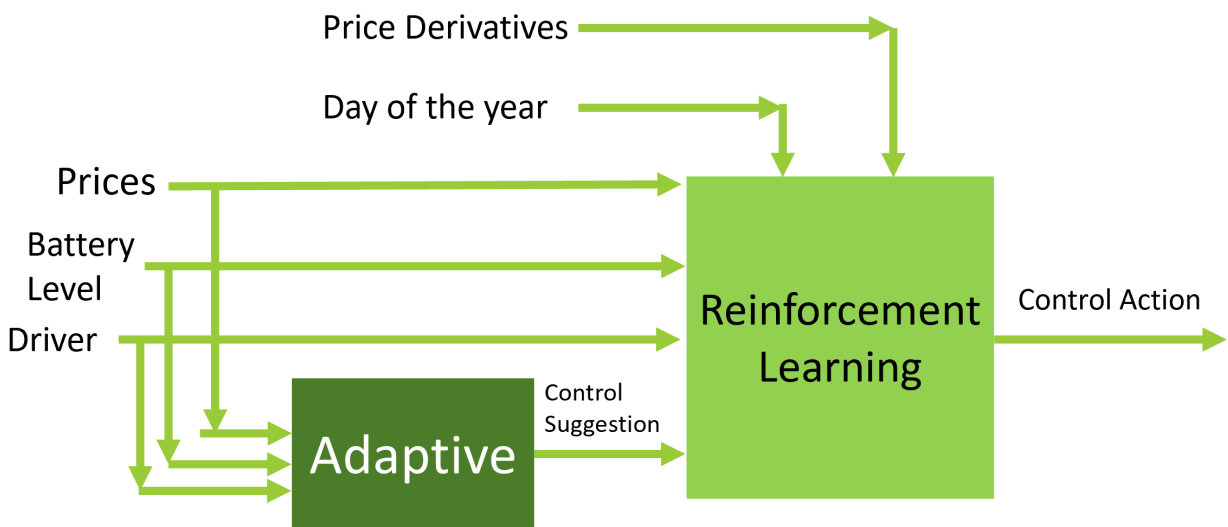 Price Derivatives
Day of the year
Prices
Battery
Level
Driver
Adaptive
Control
Suggestion
Reinforcement
Learning
Control Action